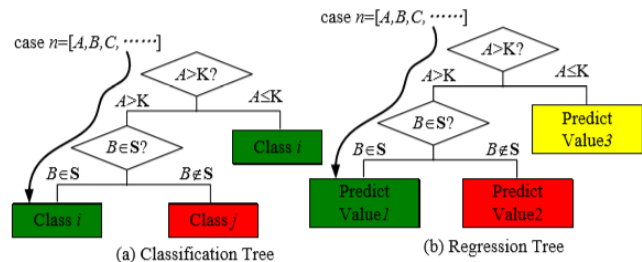 case n=[A,B,C, ······]
A>K?
A>K
A≤K
B∈S?
Class i
B∈S
B∉S
Class i
Class j
(a) Classification Tree
case n=[A,B,C, ······]
A>K?
A>K
A≤K
B∈S?
Predict
Value3
B∈S
B∉S
Predict
Value1
Predict
Value2
(b) Regression Tree